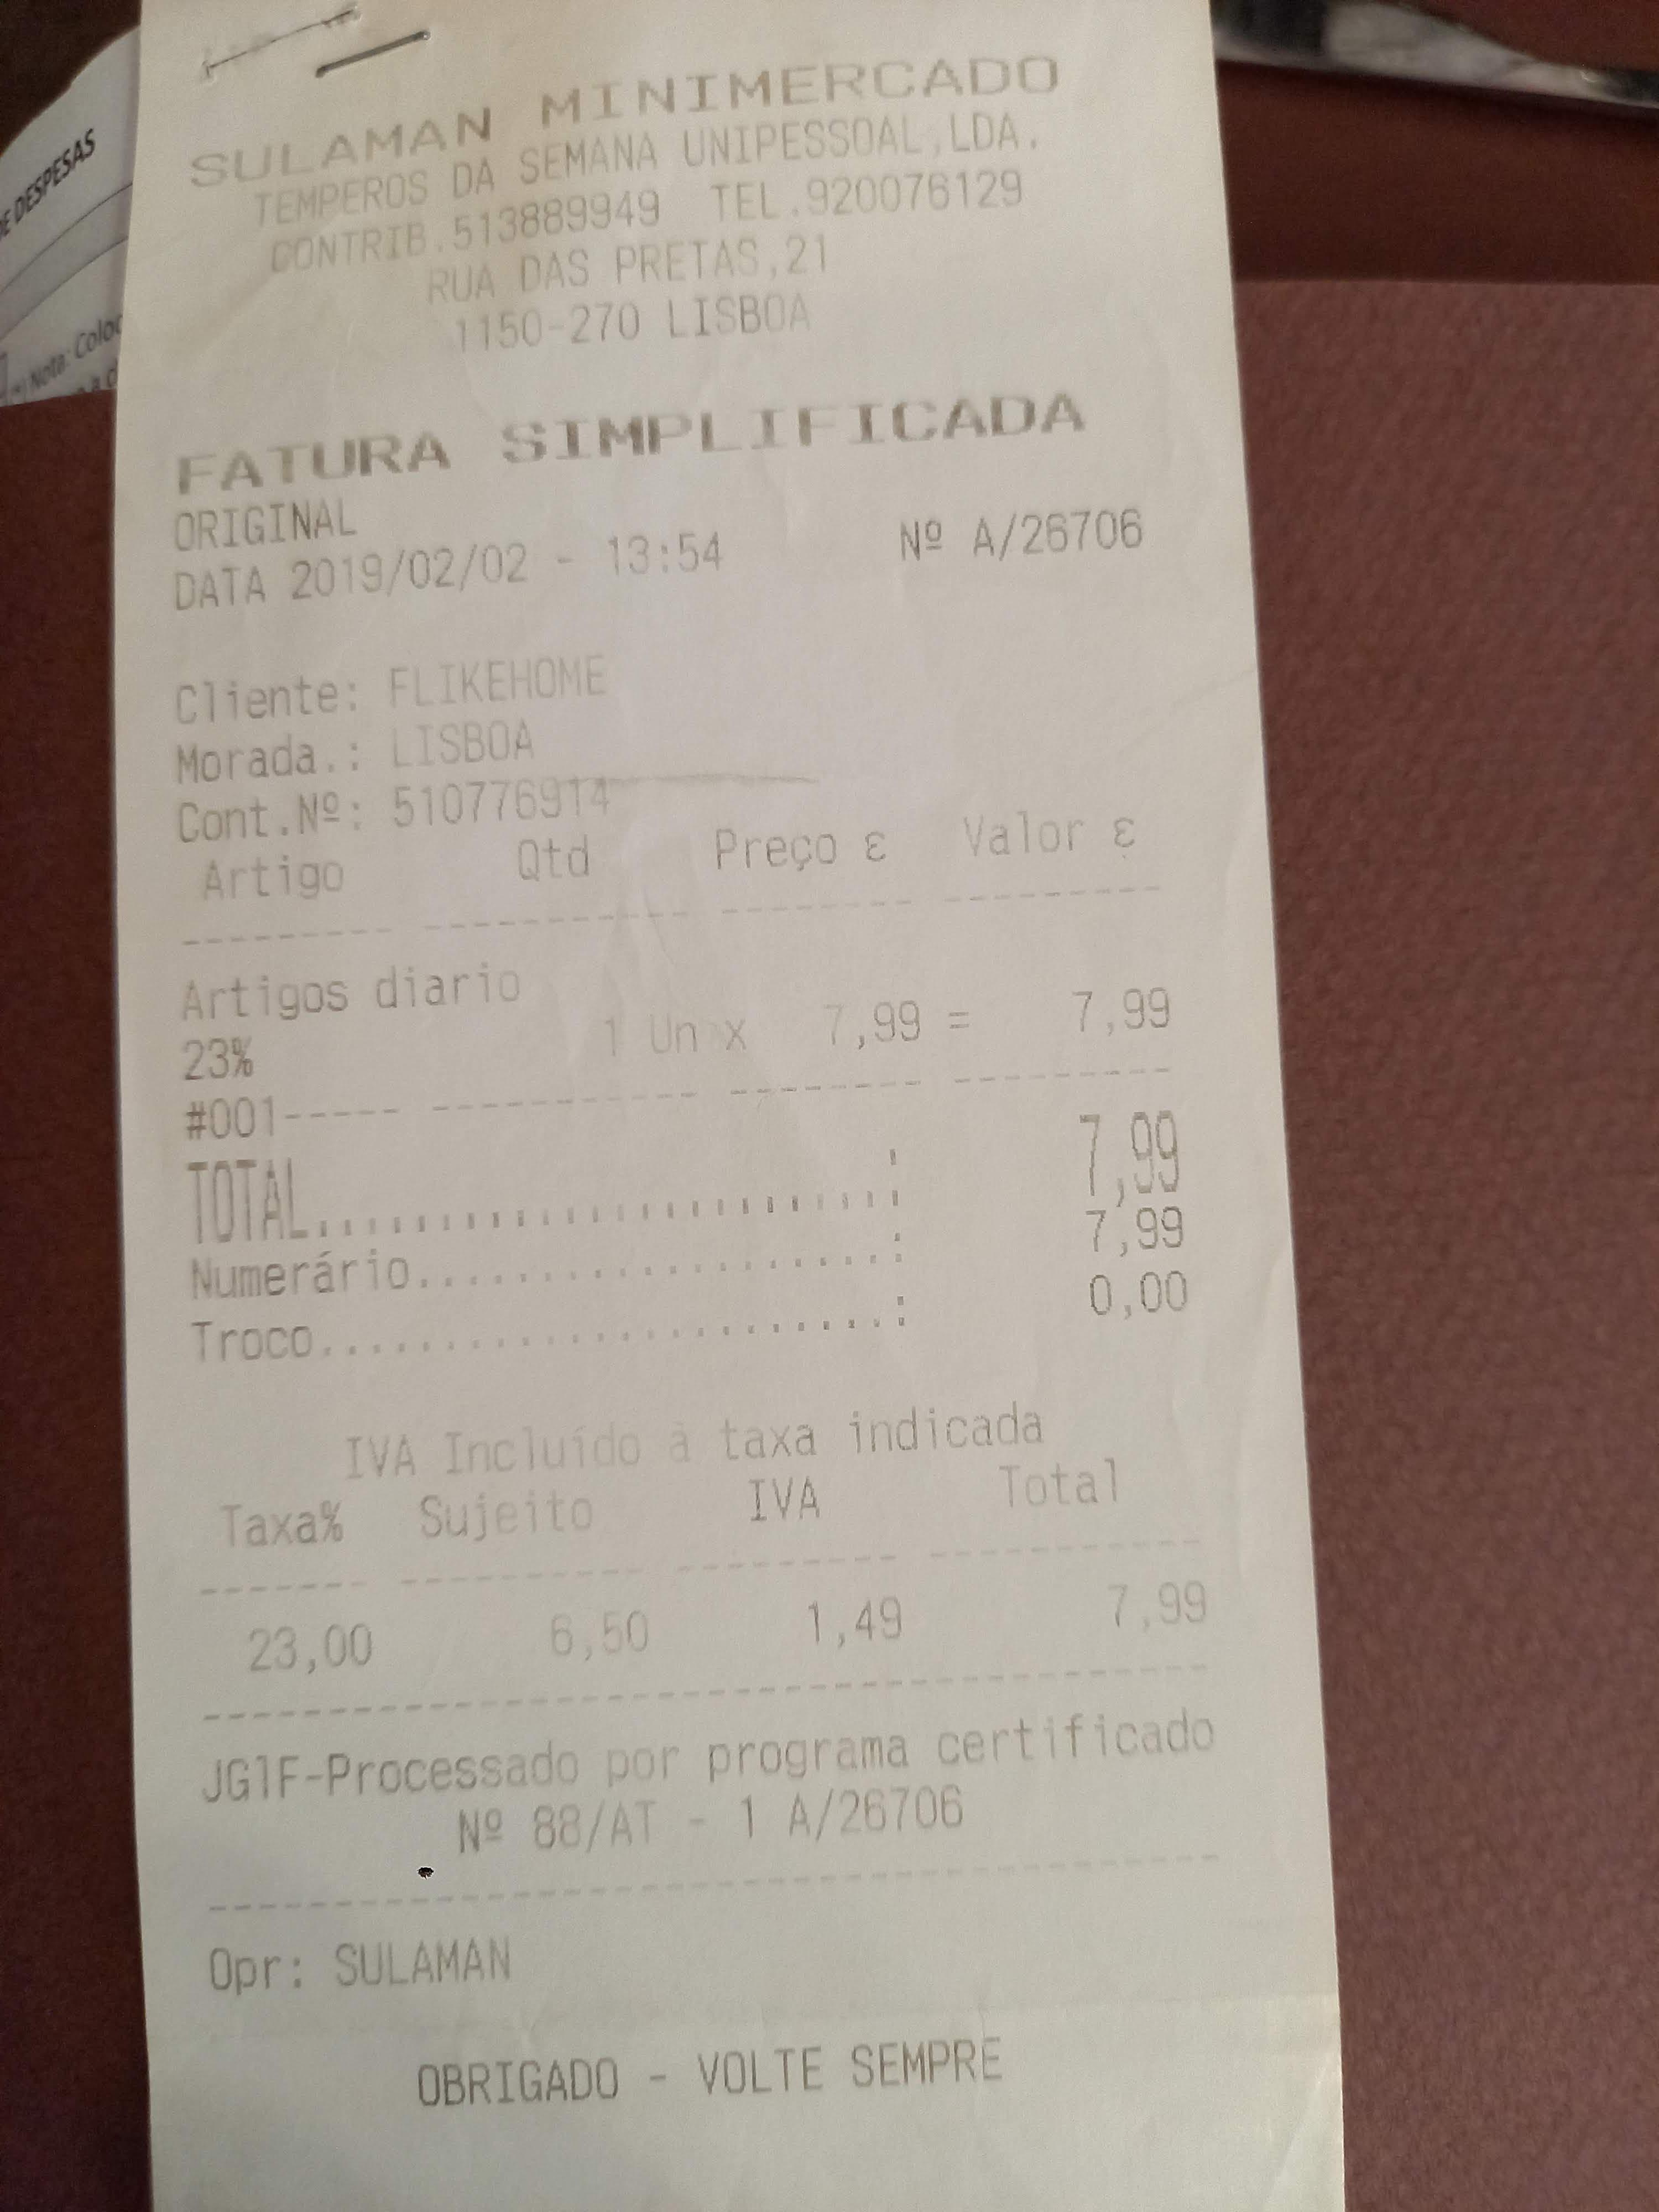 SULAMAN MINIMERCADO
TEMPEROS DA SEMANA UNIPESSOAL,LDA.
CONTRIB.513889949 TEL.920076129
RUA DAS PRETAS,21
1150-270 LISBOA
FATURA SIMPLIFICADA
ORIGINAL
DATA 2019/02/02 - 13:54 Nº A/26706
Cliente: FLIKEHOME
Morada.: LISBOA
Cont.Nº: 510776914
Artigo Qtd Preço ε Valor ε
Artigos diario
23% 1 Un x 7,99 = 7,99
#001----- ----------- -------- ---------
TOTAL........................: 7,99
Numerário....................: 7,99
Troco........................: 0,00
IVA Incluído à taxa indicada
Taxa% Sujeito IVA Total
23,00 6,50 1,49 7,99
JG1F-Processado por programa certificado
Nº 88/AT - 1 A/26706
Opr: SULAMAN
OBRIGADO - VOLTE SEMPRE
DESPESAS
Nota: